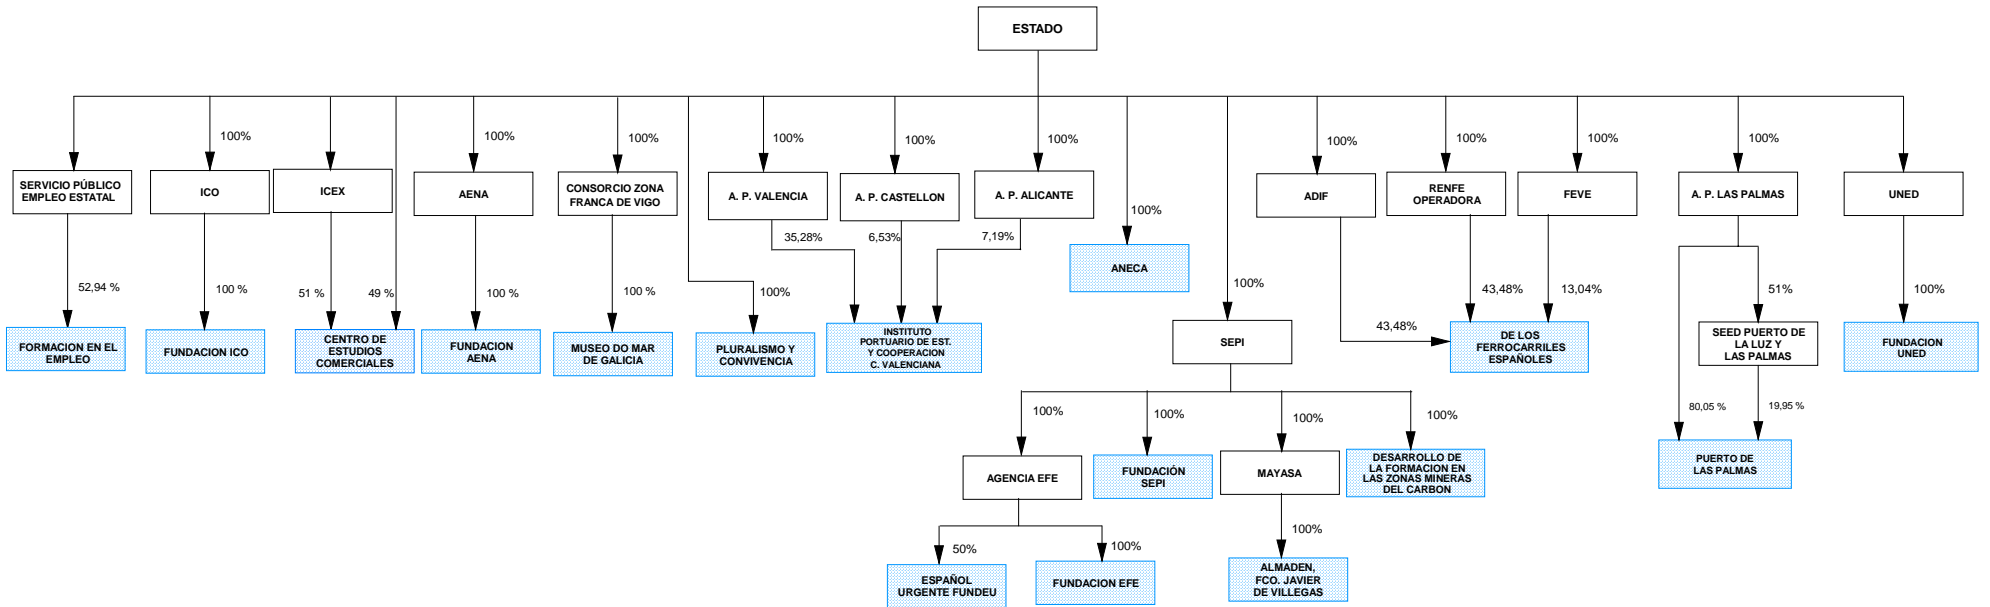 ESTADO
100%
100%
100%
100%
100%
100%
100%
100%
100%
100%
SERVICIO PÚBLICO
EMPLEO ESTATAL
ICO
ICEX
AENA
CONSORCIO ZONA
FRANCA DE VIGO
A. P. VALENCIA
A. P. CASTELLON
A. P. ALICANTE
ADIF
RENFE
OPERADORA
FEVE
A. P. LAS PALMAS
UNED
100%
35,28%
6,53%
7,19%
ANECA
52,94 %
100 %
51 %
49 %
100 %
100 %
100%
100%
43,48%
13,04%
51%
100%
FORMACION EN EL
EMPLEO
FUNDACION ICO
CENTRO DE
ESTUDIOS
COMERCIALES
FUNDACION
AENA
MUSEO DO MAR
DE GALICIA
PLURALISMO Y
CONVIVENCIA
INSTITUTO
PORTUARIO DE EST.
Y COOPERACION
C. VALENCIANA
SEPI
43,48%
DE LOS
FERROCARRILES
ESPAÑOLES
SEED PUERTO DE
LA LUZ Y
LAS PALMAS
FUNDACION
UNED
100%
100%
100%
100%
80,05 %
19,95 %
AGENCIA EFE
FUNDACIÓN
SEPI
MAYASA
DESARROLLO DE
LA FORMACION EN
LAS ZONAS MINERAS
DEL CARBON
PUERTO DE
LAS PALMAS
50%
100%
100%
ESPAÑOL
URGENTE FUNDEU
FUNDACION EFE
ALMADEN,
FCO. JAVIER
DE VILLEGAS